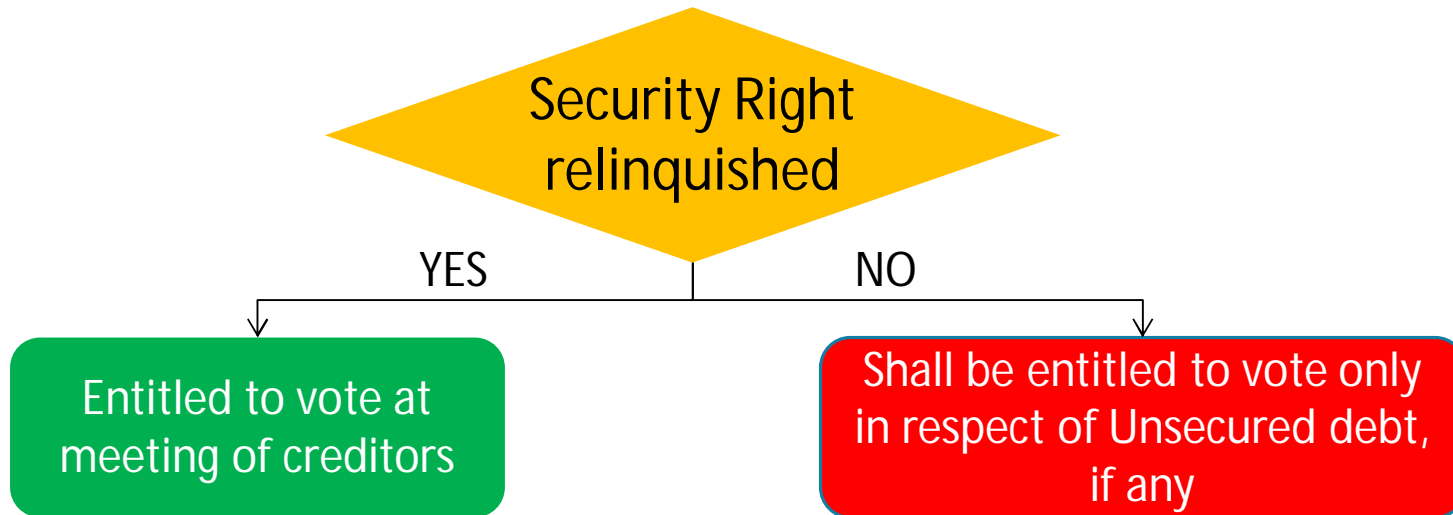 Security Right
relinquished
YES
NO
Entitled to vote at
meeting of creditors
Shall be entitled to vote only
in respect of Unsecured debt,
if any